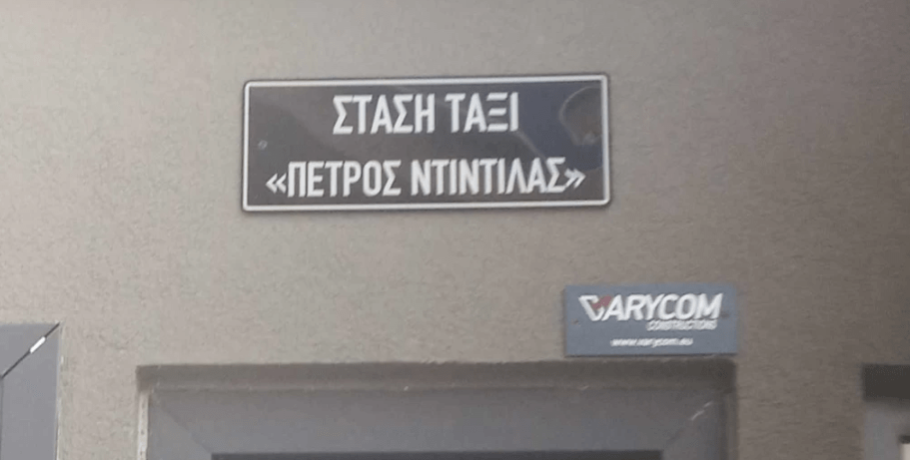 ΣΤΑΣΗ ΤΑΞΙ
«ΠΕΤΡΟΣ ΝΤΙΝΤΙΛΑΣ»
VARYCOM
CONSTRUCTIONS
www.varycom.eu